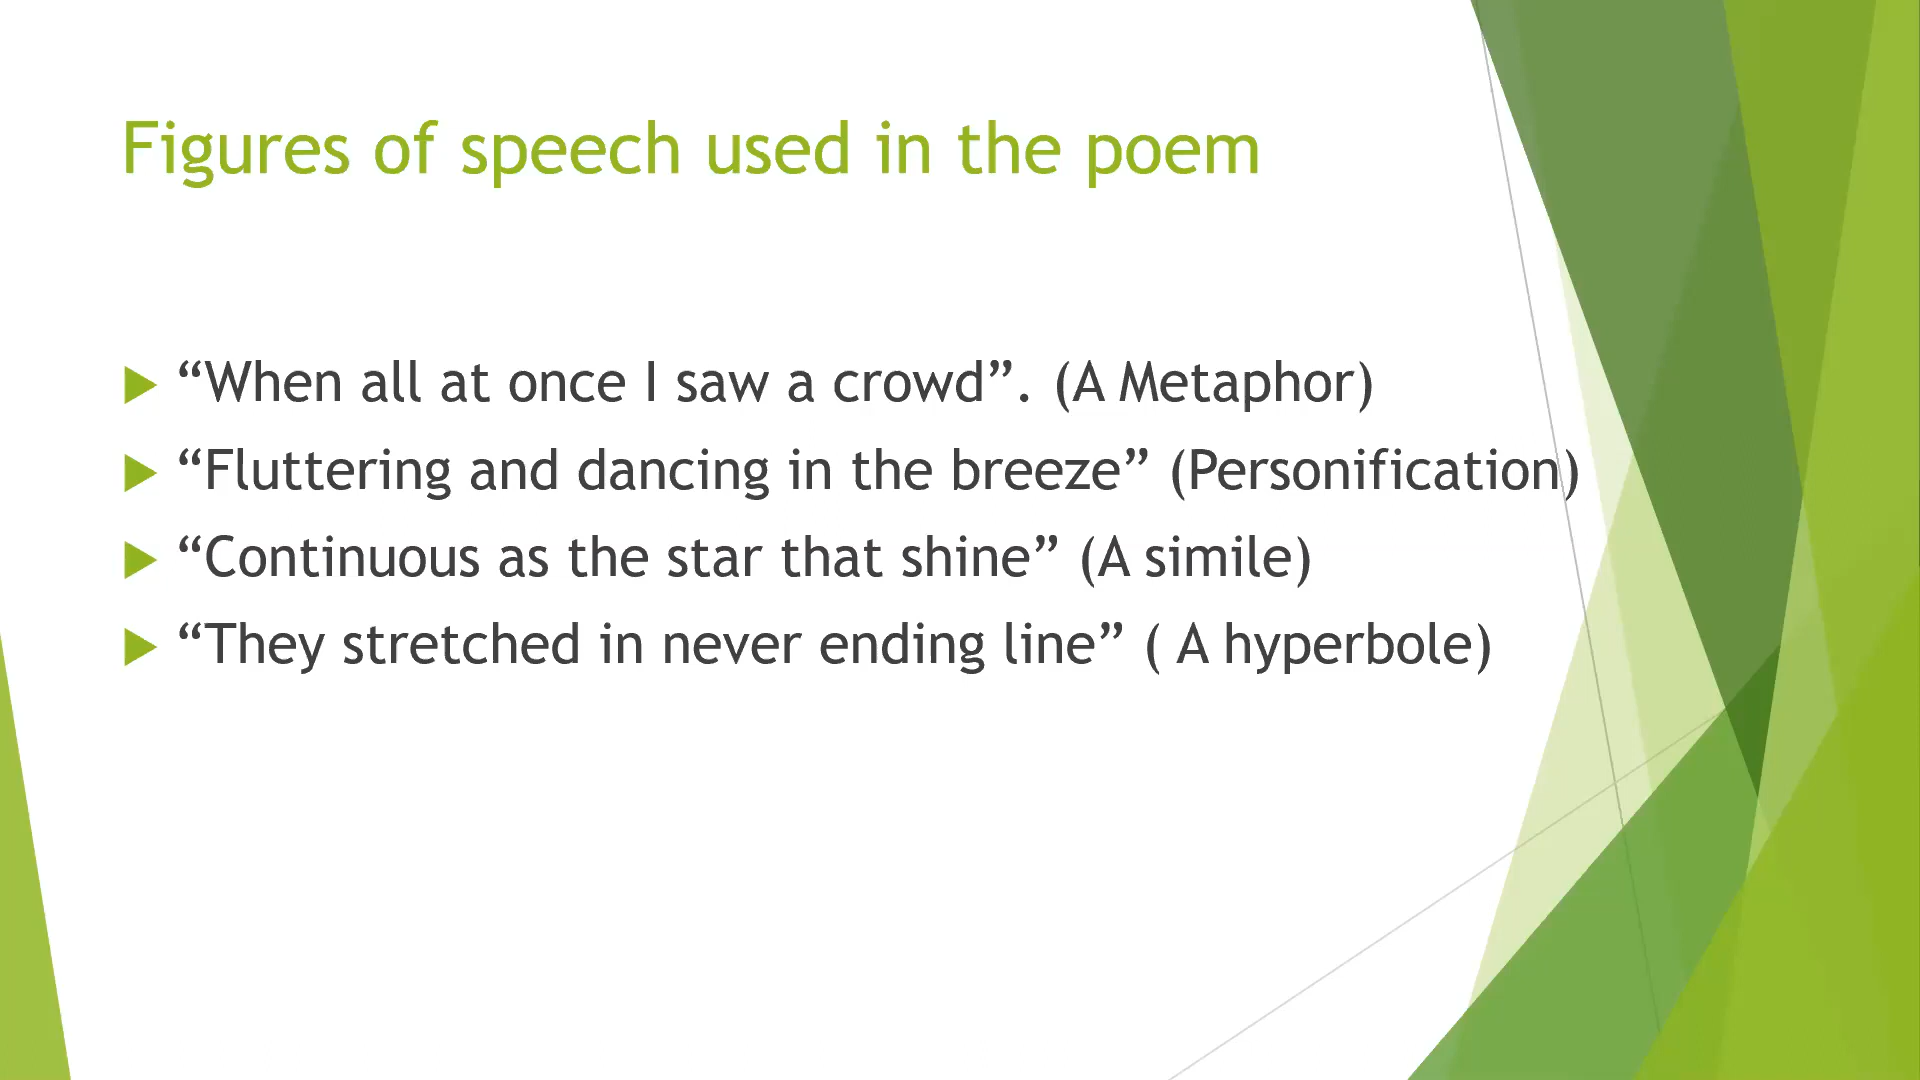 Figures of speech used in the poem
“When all at once I saw a crowd”. (A Metaphor)
“Fluttering and dancing in the breeze” (Personification)
“Continuous as the star that shine” (A simile)
“They stretched in never ending line” ( A hyperbole)